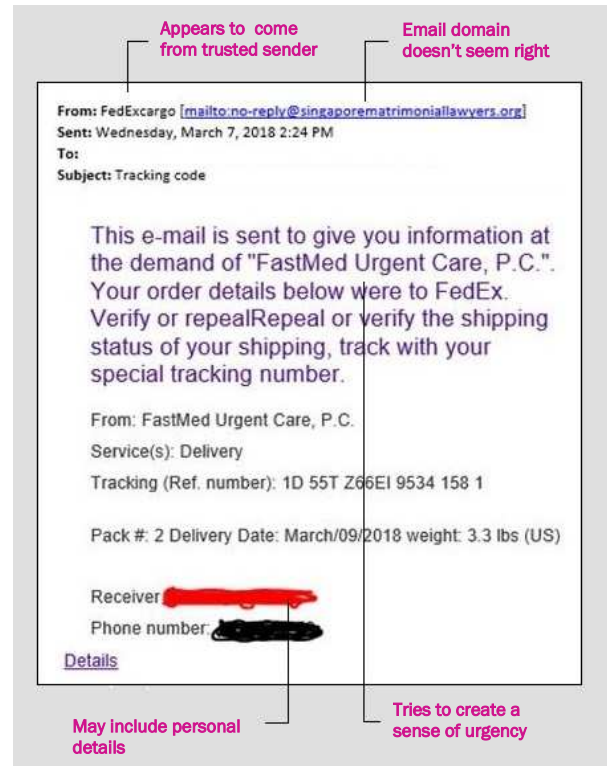 Appears to come
from trusted sender
Email domain
doesn't seem right
From: FedExcargo [mailto:no-reply@singaporematrimoniallawyers.org]
Sent: Wednesday, March 7, 2018 2:24 PM
To:
Subject: Tracking code
This e-mail is sent to give you information at
the demand of "FastMed Urgent Care, P.C.".
Your order details below were to FedEx.
Verify or repealRepeal or verify the shipping
status of your shipping, track with your
special tracking number.
From: FastMed Urgent Care, P.C.
Service(s): Delivery
Tracking (Ref. number): 1D 55T Z66EI 9534 158 1
Pack #: 2 Delivery Date: March/09/2018 weight: 3.3 lbs (US)
Receiver
Phone number:
Details
May include personal
details
Tries to create a
sense of urgency